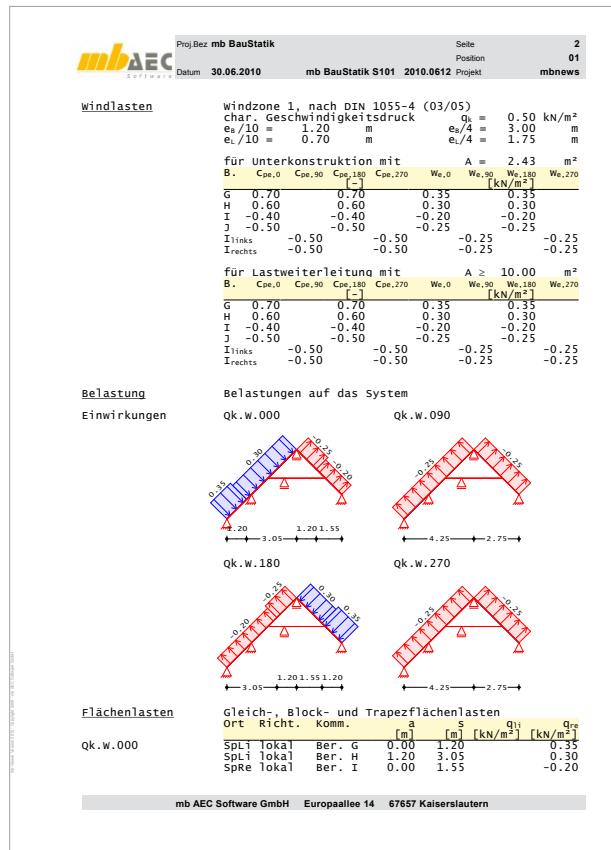 mb AEC
Software
Proj.Bez mb BauStatik Seite 2
Position 01
Datum 30.06.2010 mb BauStatik S101 2010.0612 Projekt mbnews
Windlasten Windzone 1, nach DIN 1055-4 (03/05)
char. Geschwindigkeitsdruck qk = 0.50 kN/m²
eB/10 = 1.20 m eB/4 = 3.00 m
eL/10 = 0.70 m eL/4 = 1.75 m
für Unterkonstruktion mit A = 2.43 m²
B. Cpe,0 Cpe,90 Cpe,180 Cpe,270 We,0 We,90 We,180 We,270
[-] [kN/m²]
G 0.70 0.70 0.35 0.35
H 0.60 0.60 0.30 0.30
I -0.40 -0.40 -0.20 -0.20
J -0.50 -0.50 -0.25 -0.25
Ilinks -0.50 -0.50 -0.25 -0.25
Irechts -0.50 -0.50 -0.25 -0.25
für Lastweiterleitung mit A ≥ 10.00 m²
B. Cpe,0 Cpe,90 Cpe,180 Cpe,270 We,0 We,90 We,180 We,270
[-] [kN/m²]
G 0.70 0.70 0.35 0.35
H 0.60 0.60 0.30 0.30
I -0.40 -0.40 -0.20 -0.20
J -0.50 -0.50 -0.25 -0.25
Ilinks -0.50 -0.50 -0.25 -0.25
Irechts -0.50 -0.50 -0.25 -0.25
Belastung Belastungen auf das System
Einwirkungen Qk.W.000 Qk.W.090
0.35 0.30 -0.25 -0.20 -0.25 -0.25
1.20 1.20 1.55
3.05 4.25 2.75
Qk.W.180 Qk.W.270
-0.20 -0.25 0.30 0.35 -0.25 -0.25
1.20 1.55 1.20
3.05 4.25 2.75
Flächenlasten Gleich-, Block- und Trapezflächenlasten
Ort Richt. Komm. a s qli qre
[m] [m] [kN/m²] [kN/m²]
Qk.W.000 SpLi lokal Ber. G 0.00 1.20 0.35
SpLi lokal Ber. H 1.20 3.05 0.30
SpRe lokal Ber. I 0.00 1.55 -0.20
mb AEC Software GmbH Europaallee 14 67657 Kaiserslautern